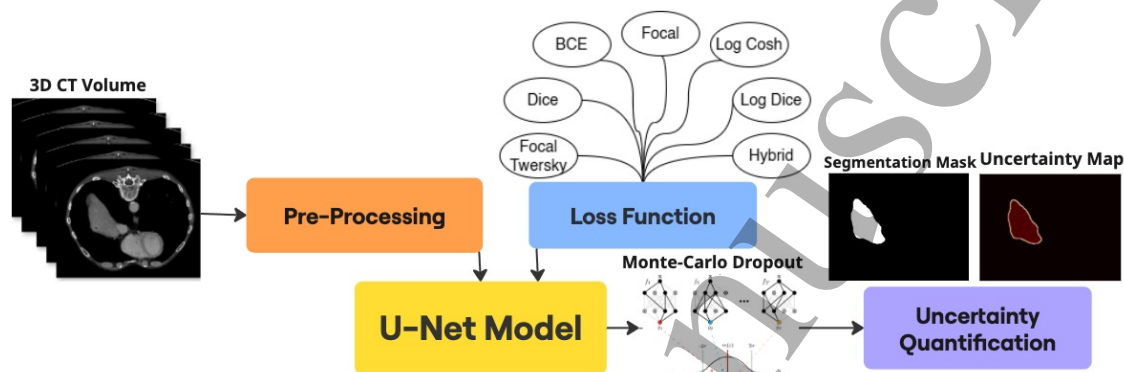 3D CT Volume
BCE
Focal
Log Cosh
Dice
Log Dice
Focal
Twersky
Hybrid
Segmentation Mask
Uncertainty Map
Pre-Processing
Loss Function
Monte-Carlo Dropout
U-Net Model
...
Uncertainty
Quantification